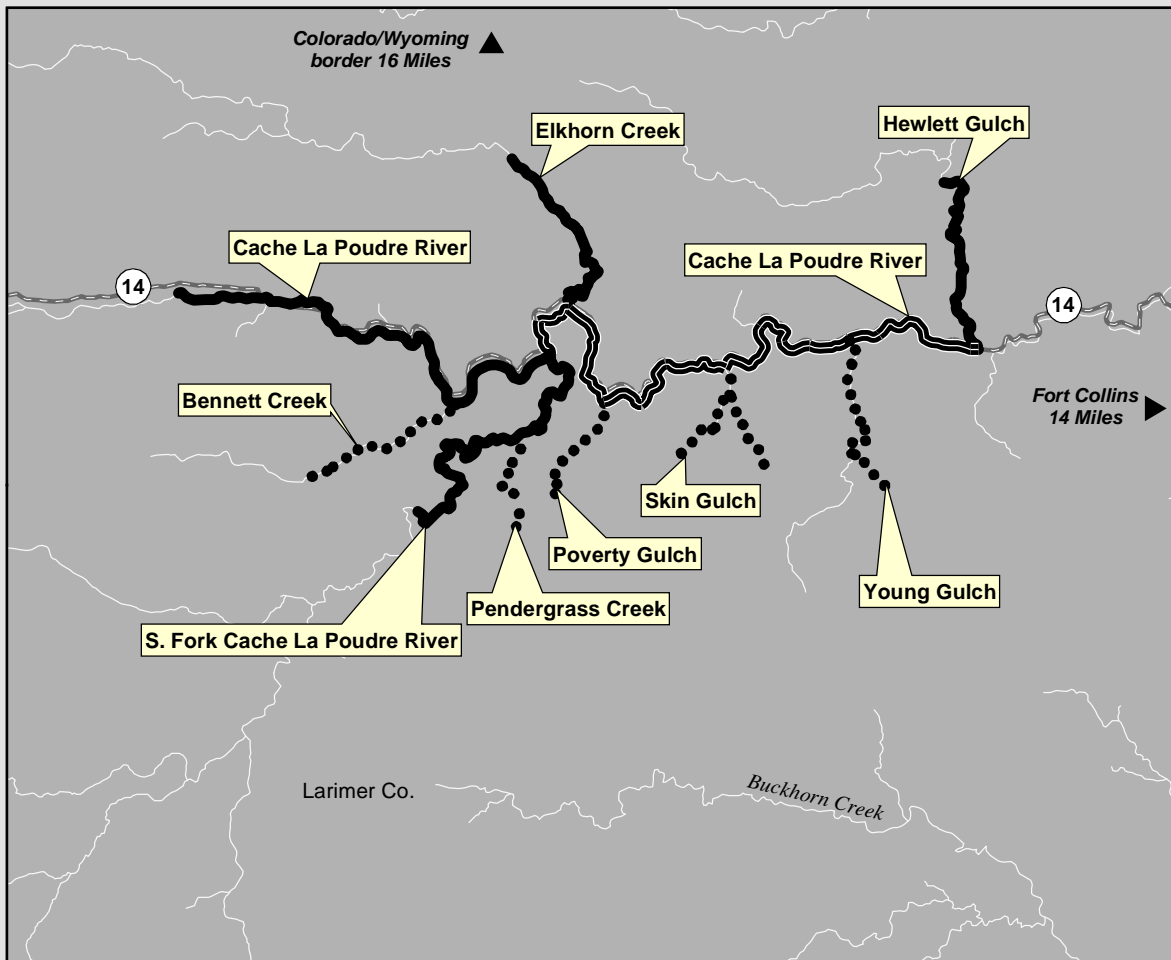 Colorado/Wyoming
border 16 Miles
Elkhorn Creek
Hewlett Gulch
Cache La Poudre River
Cache La Poudre River
14
14
Bennett Creek
Fort Collins
14 Miles
Skin Gulch
Poverty Gulch
Young Gulch
Pendergrass Creek
S. Fork Cache La Poudre River
Larimer Co.
Buckhorn Creek